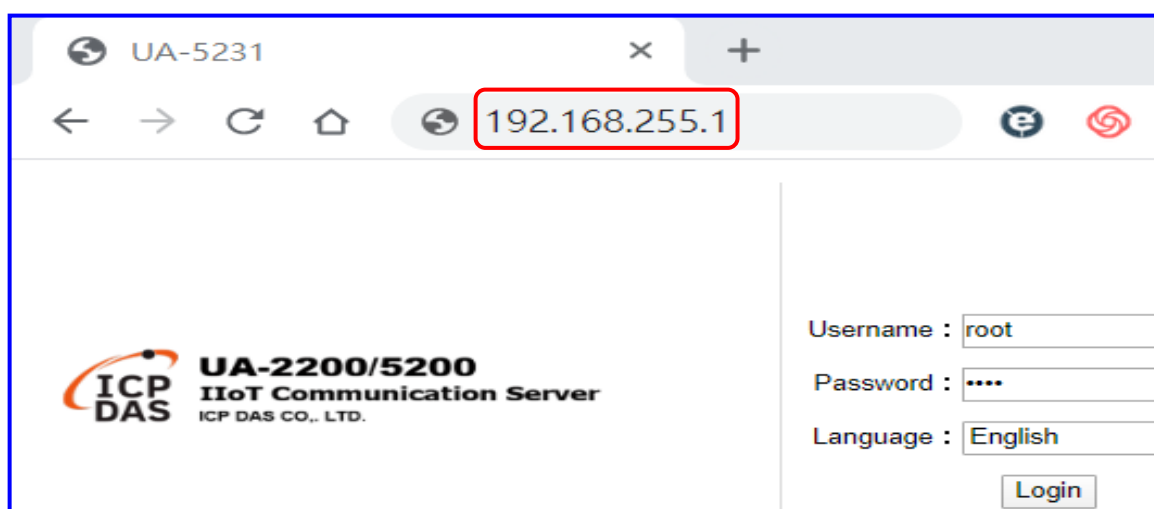 UA-5231
192.168.255.1
ICP DAS
UA-2200/5200
IIoT Communication Server
ICP DAS CO,. LTD.
Username : root
Password : ••••
Language : English
Login